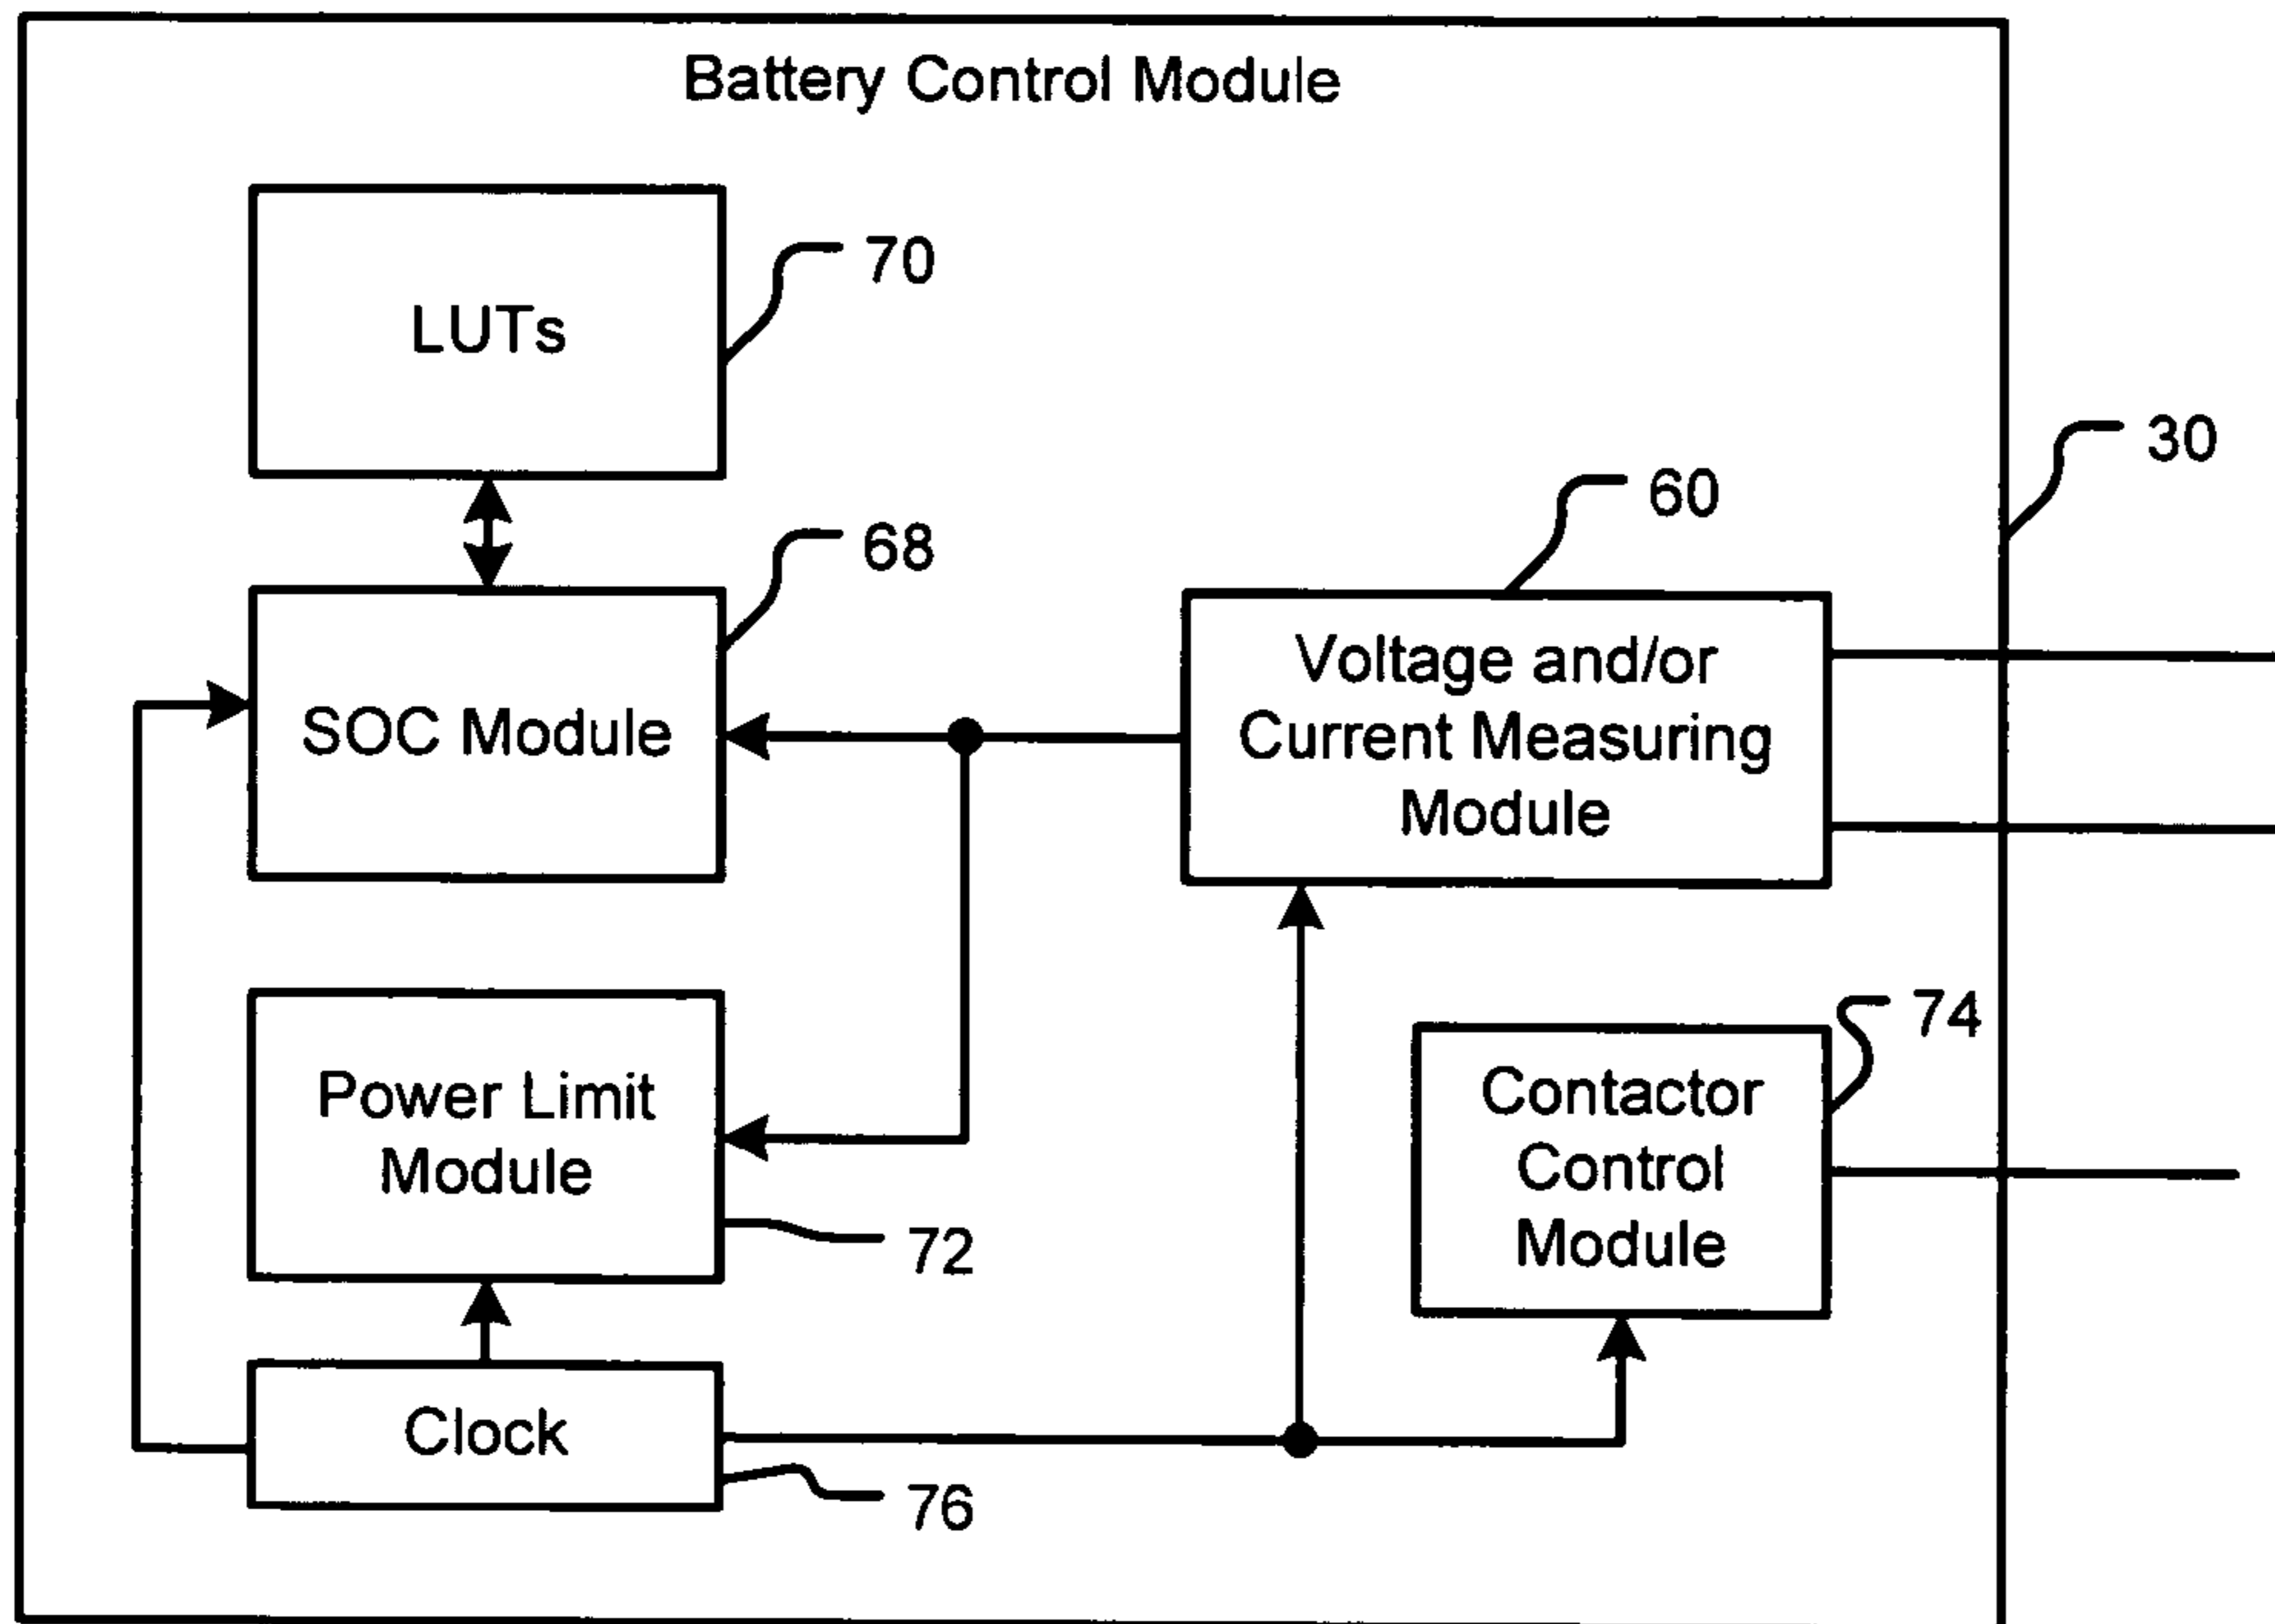 Battery Control Module
70
LUTs
30
60
68
Voltage and/or
Current Measuring
Module
SOC Module
74
Power Limit
Module
Contactor
Control
Module
72
Clock
76